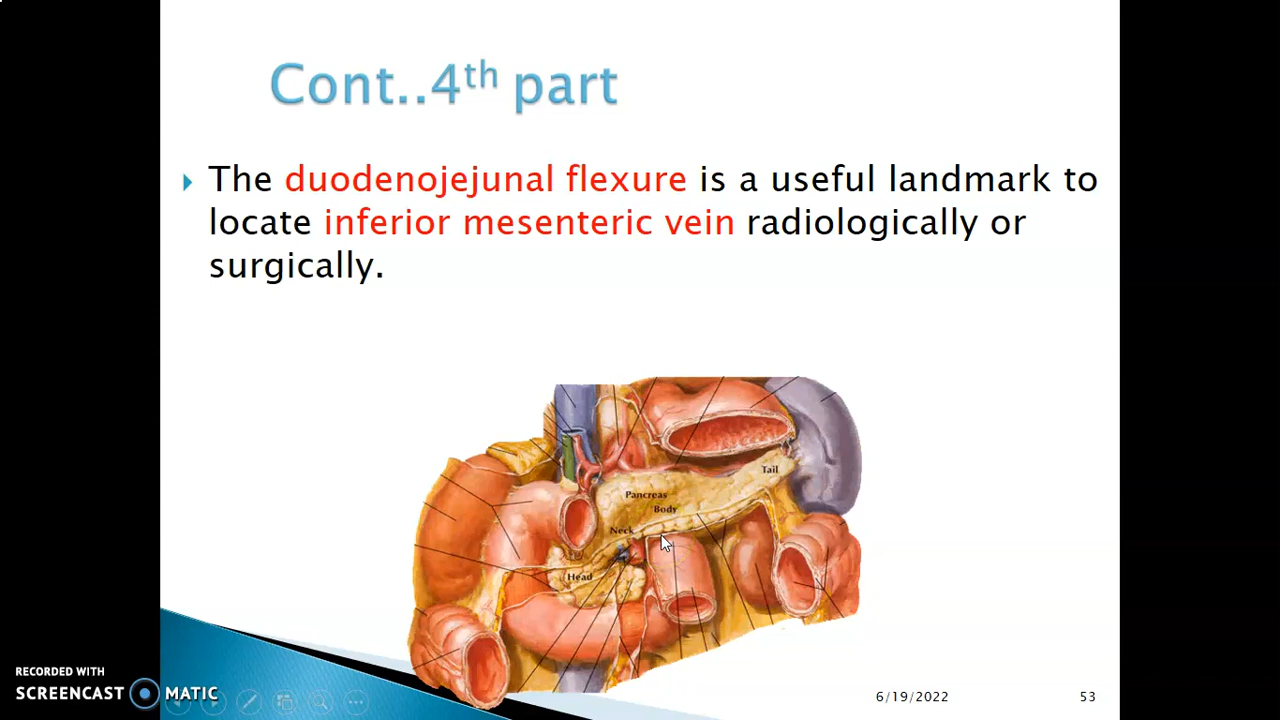 Cont..4th part
The duodenojejunal flexure is a useful landmark to
locate inferior mesenteric vein radiologically or
surgically.
Tail
Pancreas
Body
Neck
Head
RECORDED WITH
SCREENCAST MATIC
6/19/2022
53